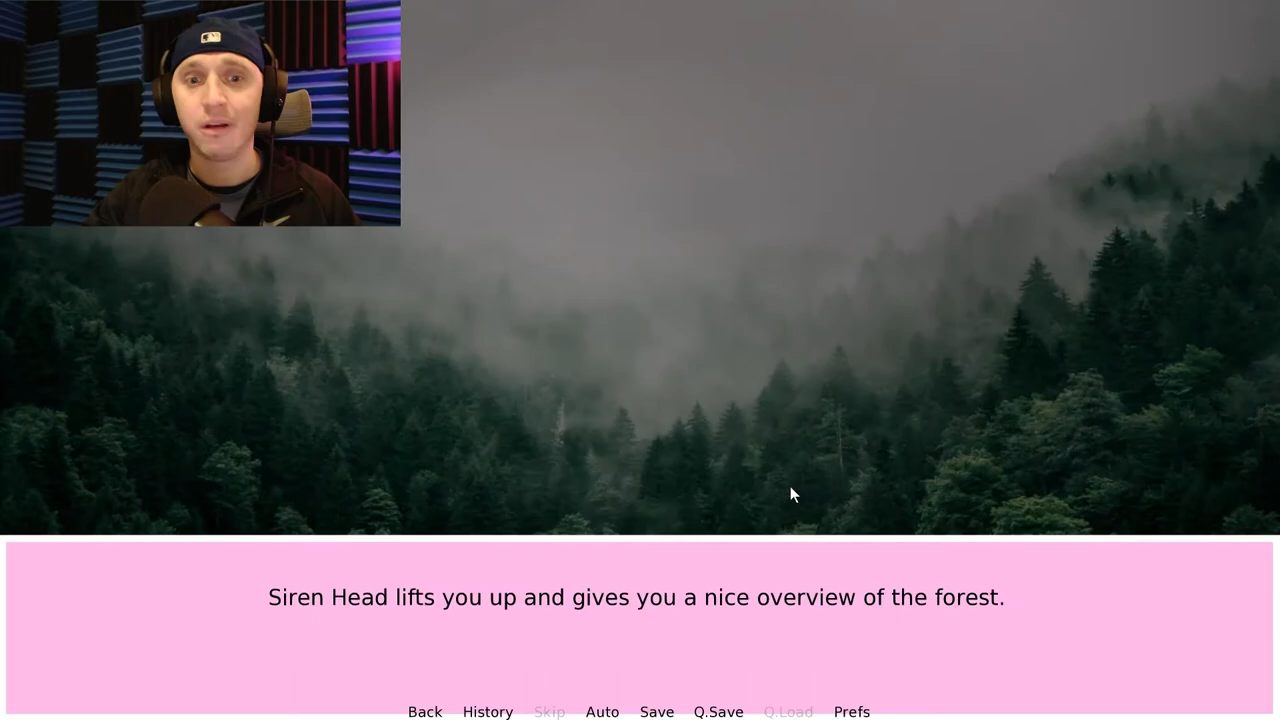 Siren Head lifts you up and gives you a nice overview of the forest.
Back History Skip Auto Save Q.Save Q.Load Prefs